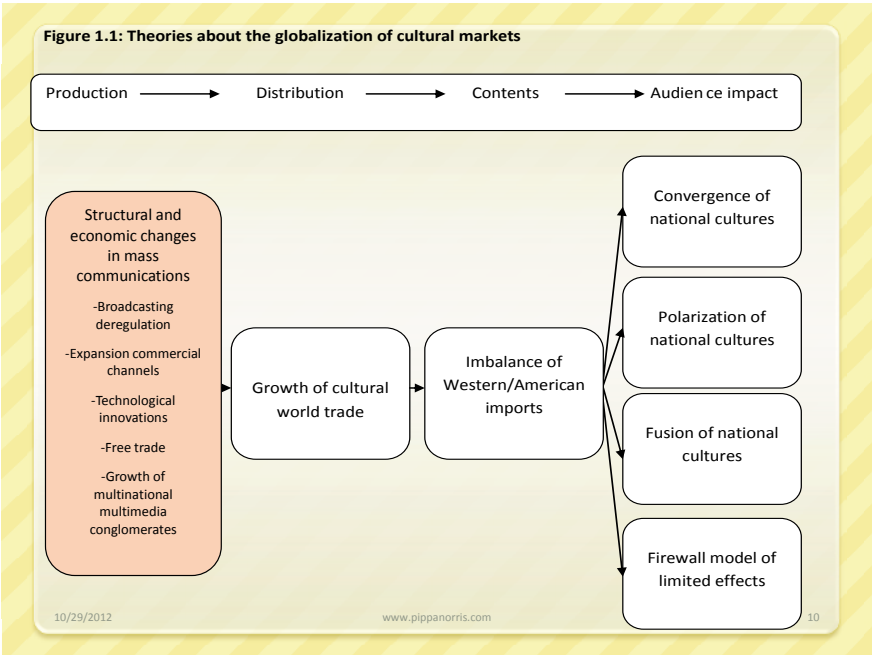 Figure 1.1: Theories about the globalization of cultural markets
Production
Distribution
Contents
Audien ce impact
Structural and
economic changes
in mass
communications
-Broadcasting
deregulation
-Expansion commercial
channels
-Technological
innovations
-Free trade
-Growth of
multinational
multimedia
conglomerates
Growth of cultural
world trade
Imbalance of
Western/American
imports
Convergence of
national cultures
Polarization of
national cultures
Fusion of national
cultures
Firewall model of
limited effects
10/29/2012
www.pippanorris.com
10